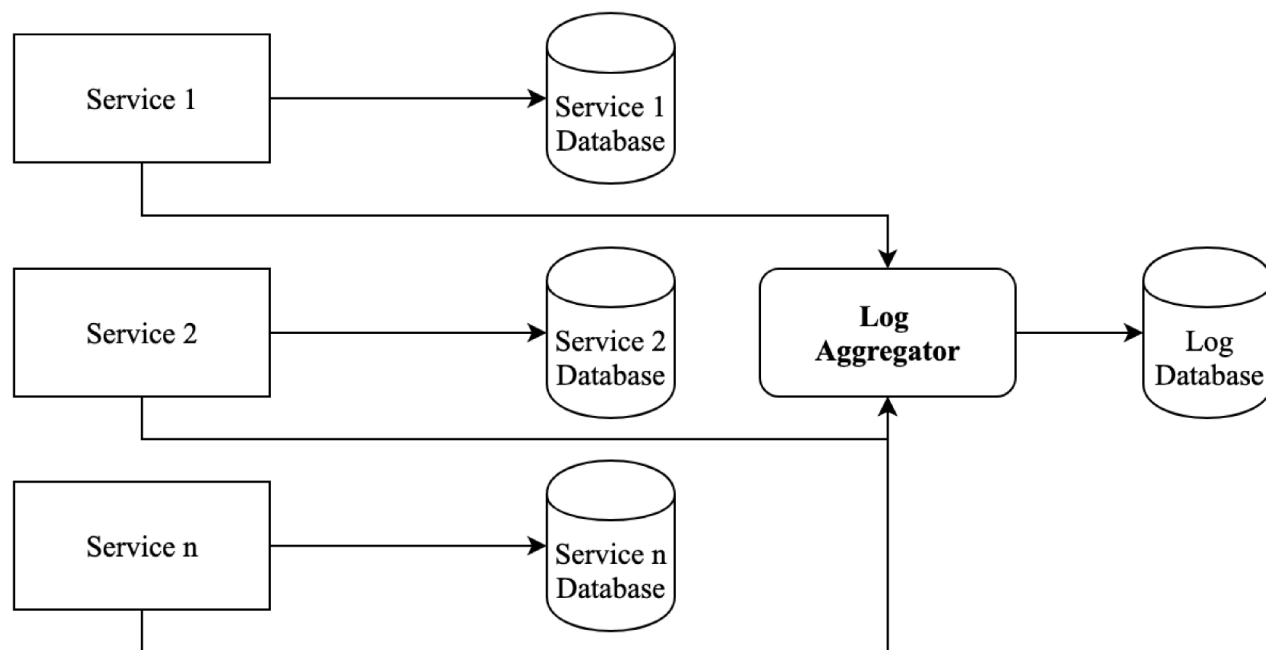 Service 1
Service 1
Database
Service 2
Service 2
Database
Log
Aggregator
Log
Database
Service n
Service n
Database